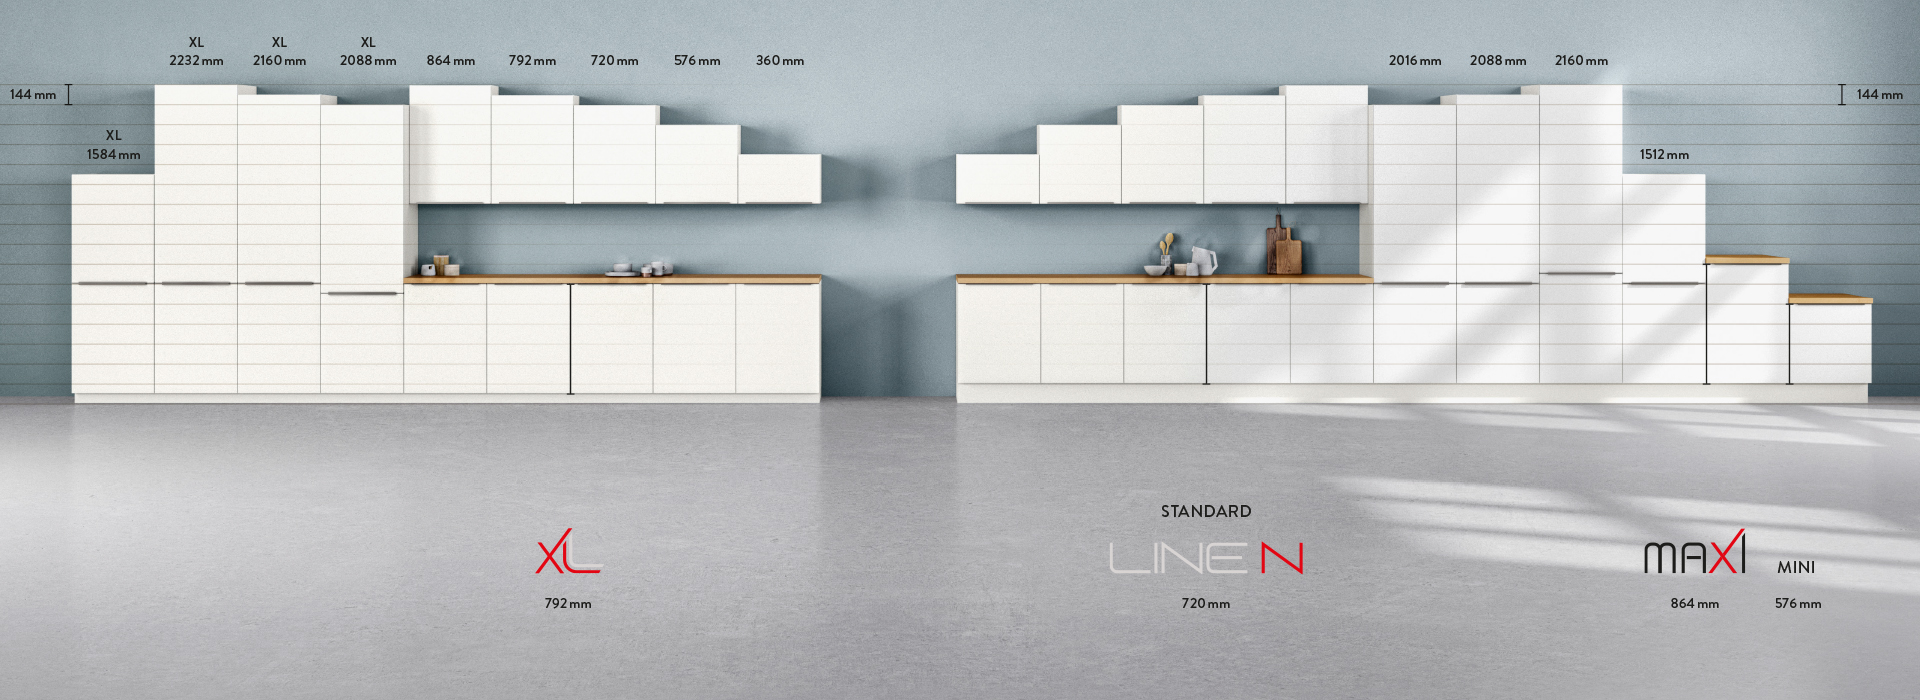 XL XL XL
2232 mm 2160 mm 2088 mm 864 mm 792 mm 720 mm 576 mm 360 mm
2016 mm 2088 mm 2160 mm
144 mm
144 mm
XL
1584 mm
1512 mm
STANDARD
XL
LINE N
MAXI MINI
792 mm
720 mm
864 mm 576 mm